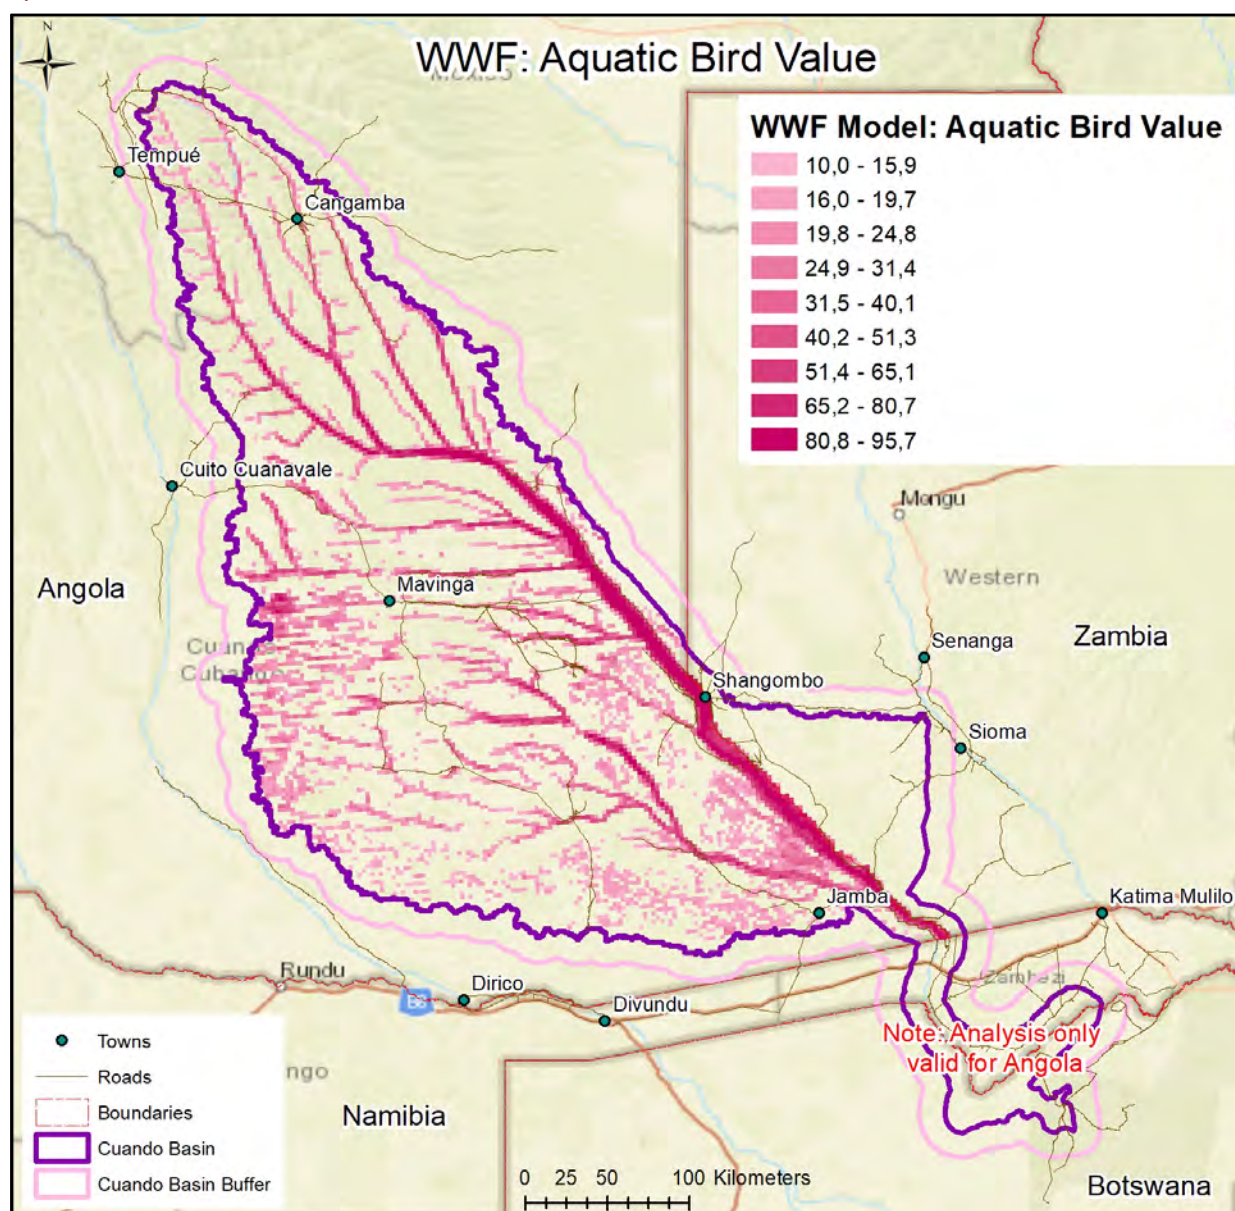 N
WWF: Aquatic Bird Value
WWF Model: Aquatic Bird Value
10,0 - 15,9
16,0 - 19,7
19,8 - 24,8
24,9 - 31,4
31,5 - 40,1
40,2 - 51,3
51,4 - 65,1
65,2 - 80,7
80,8 - 95,7
Tempué
Cangamba
Cuito Cuanavale
Mongu
Angola
Mavinga
Western
Zambia
Senanga
Shangombo
Sioma
Jamba
Katima Mulilo
Rundu
Dirico
Divundu
Zambezi
Note: Analysis only
valid for Angola
Namibia
Botswana
Towns
Roads
Boundaries
Cuando Basin
Cuando Basin Buffer
0 25 50 100 Kilometers